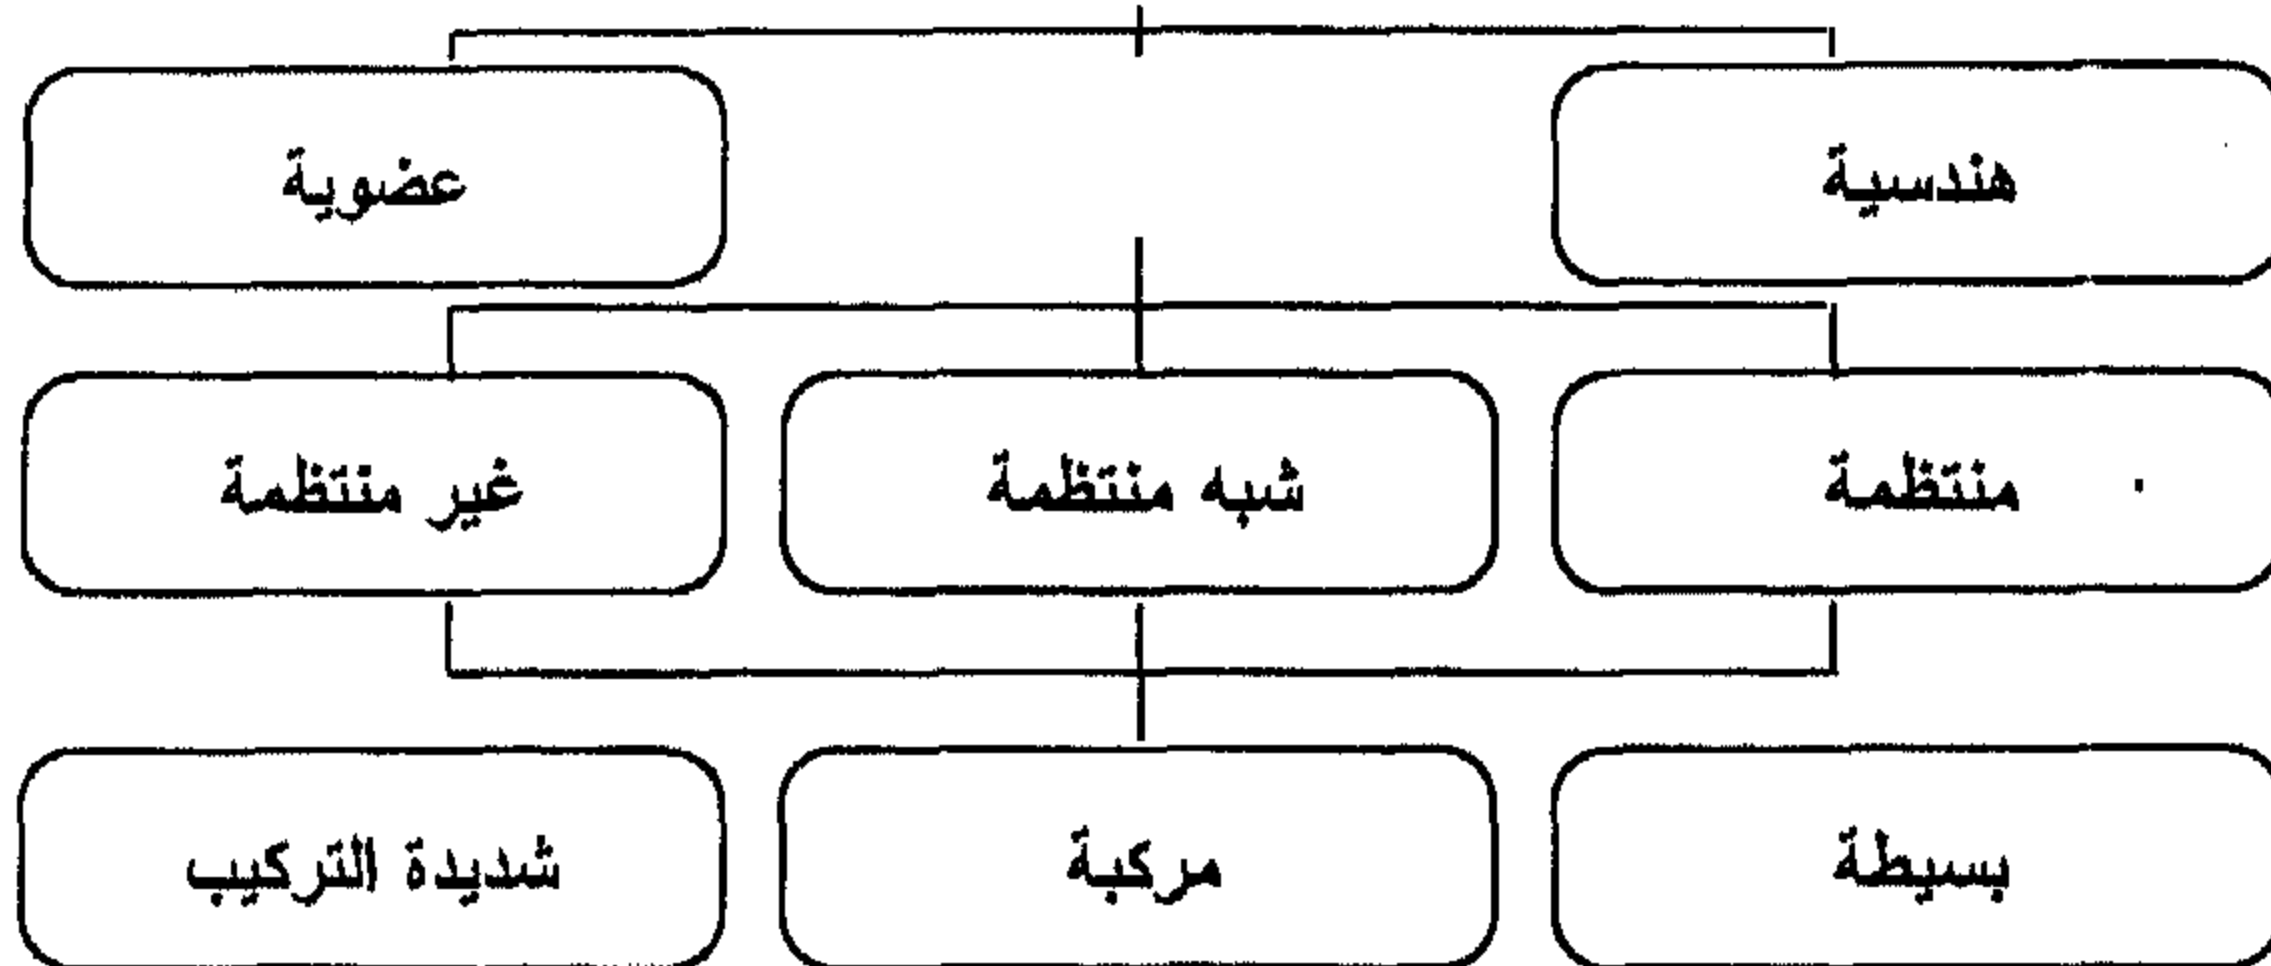 هندسية
عضوية
منتظمة
شبه منتظمة
غير منتظمة
بسيطة
مركبة
شديدة التركيب